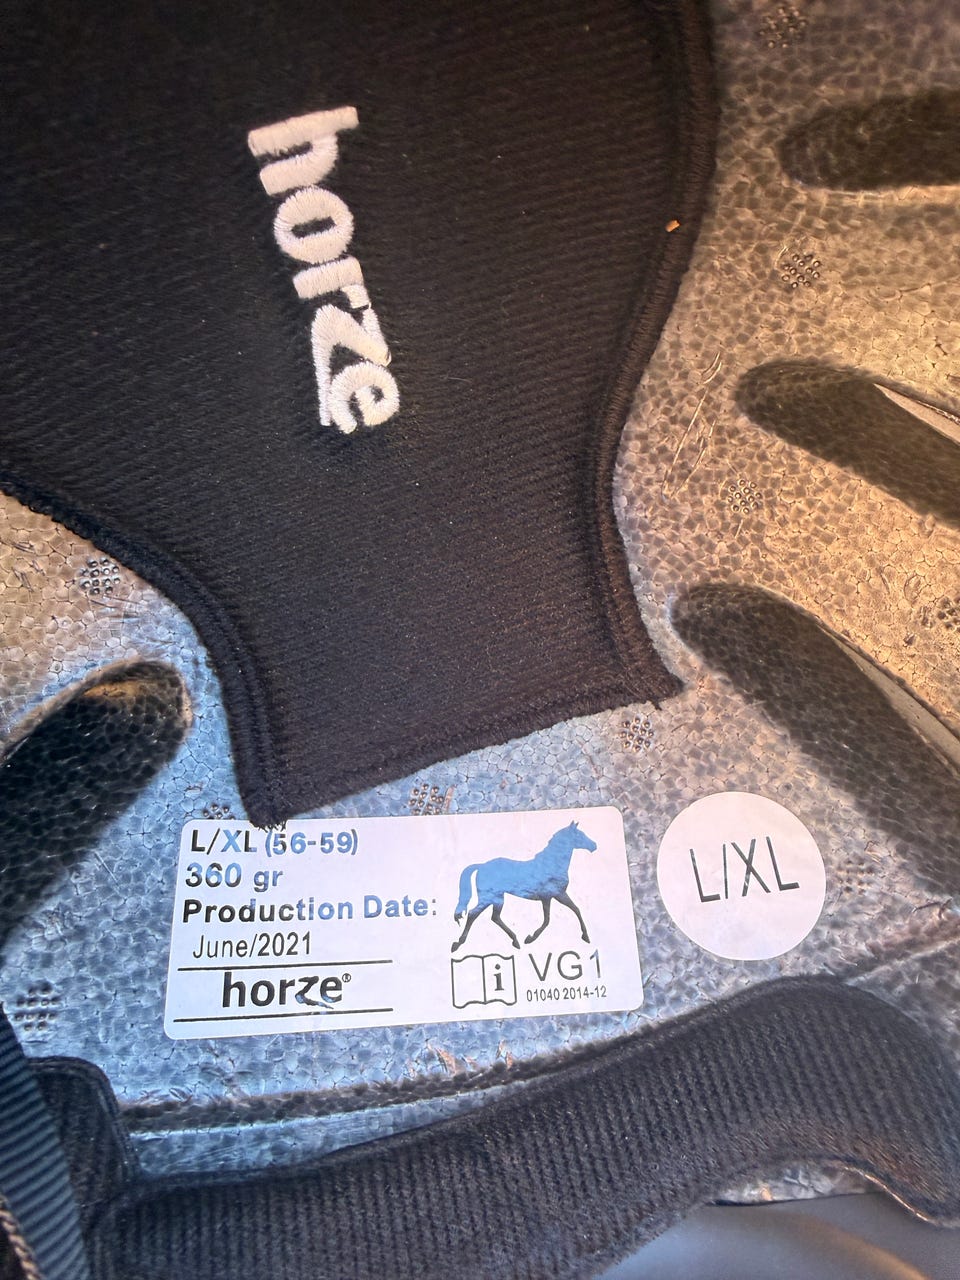 horze
L/XL (56-59)
360 gr
Production Date:
June/2021
horze®
i
VG1
01040 2014-12
L/XL